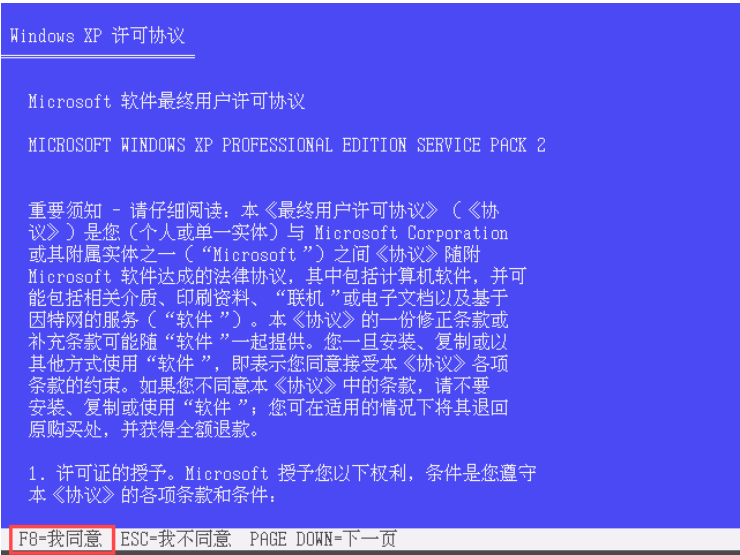 Windows XP 许可协议
Microsoft 软件最终用户许可协议
MICROSOFT WINDOWS XP PROFESSIONAL EDITION SERVICE PACK 2
重要须知 - 请仔细阅读：本《最终用户许可协议》（《协
议》）是您（个人或单一实体）与 Microsoft Corporation
或其附属实体之一（“Microsoft”）之间《协议》随附
Microsoft 软件达成的法律协议，其中包括计算机软件，并可
能包括相关介质、印刷资料、“联机”或电子文档以及基于
因特网的服务（“软件”）。本《协议》的一份修正条款或
补充条款可能随“软件”一起提供。您一旦安装、复制或以
其他方式使用“软件”，即表示您同意接受本《协议》各项
条款的约束。如果您不同意本《协议》中的条款，请不要
安装、复制或使用“软件”；您可在适用的情况下将其退回
原购买处，并获得全额退款。
1. 许可证的授予。Microsoft 授予您以下权利，条件是您遵守
本《协议》的各项条款和条件：
F8=我同意 ESC=我不同意 PAGE DOWN=下一页